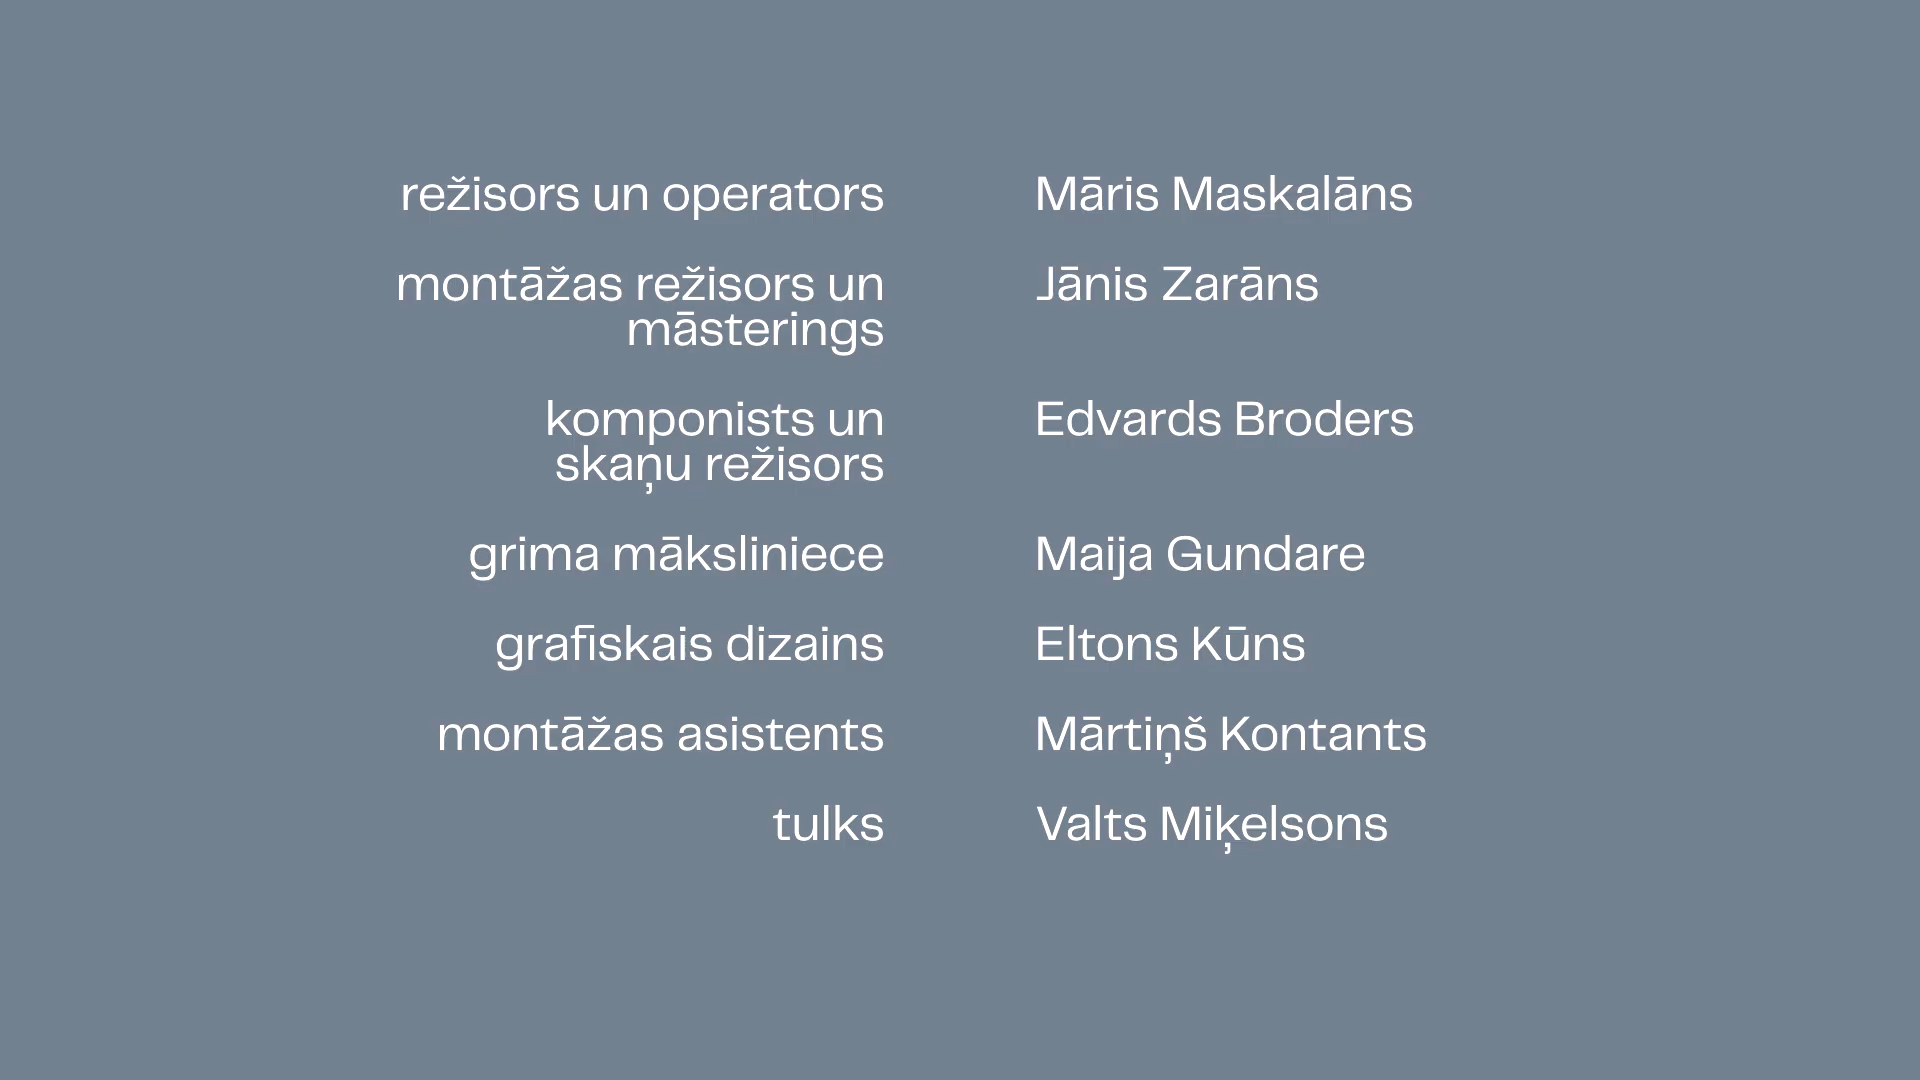 režisors un operators Māris Maskalāns
montāžas režisors un Jānis Zarāns
māsterings
komponists un Edvards Broders
skaņu režisors
grima māksliniece Maija Gundare
grafiskais dizains Eltons Kūns
montāžas asistents Mārtiņš Kontants
tulks Valts Miķelsons